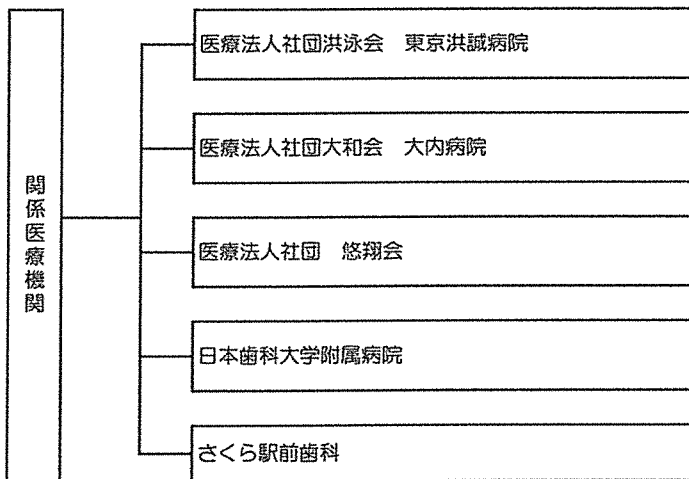 関係医療機関
医療法人社団洪泳会　東京洪誠病院
医療法人社団大和会　大内病院
医療法人社団　悠翔会
日本歯科大学附属病院
さくら駅前歯科